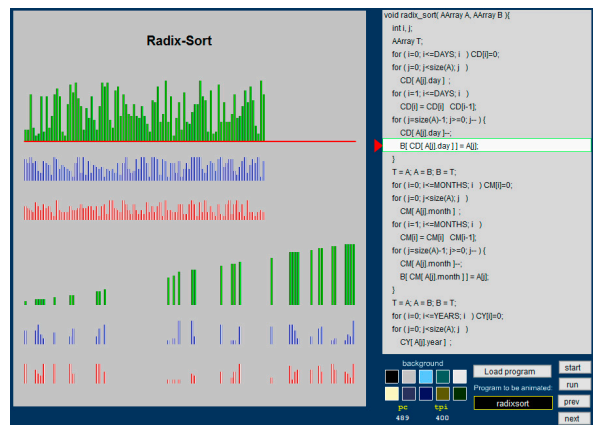 Radix-Sort
void radix_sort( AArray A, AArray B ){
int i, j;
AArray T;
for ( i=0; i<=DAYS; i ) CD[i]=0;
for ( j=0; j<size(A); j )
CD[ A[j].day ] ;
for ( i=1; i<=DAYS; i )
CD[i] = CD[i] CD[i-1];
for ( j=size(A)-1; j>=0; j-- ) {
CD[ A[j].day ]--;
B[ CD[ A[j].day ] ] = A[j];
}
T = A; A = B; B = T;
for ( i=0; i<=MONTHS; i ) CM[i]=0;
for ( j=0; j<size(A); j )
CM[ A[j].month ] ;
for ( i=1; i<=MONTHS; i )
CM[i] = CM[i] CM[i-1];
for ( j=size(A)-1; j>=0; j-- ) {
CM[ A[j].month ]--;
B[ CM[ A[j].month ] ] = A[j];
}
T = A; A = B; B = T;
for ( i=0; i<=YEARS; i ) CY[i]=0;
for ( j=0; j<size(A); j )
CY[ A[j].year ] ;
background
Load program
start
Program to be animated:
run
radixsort
prev
pc tpi
489 400
next